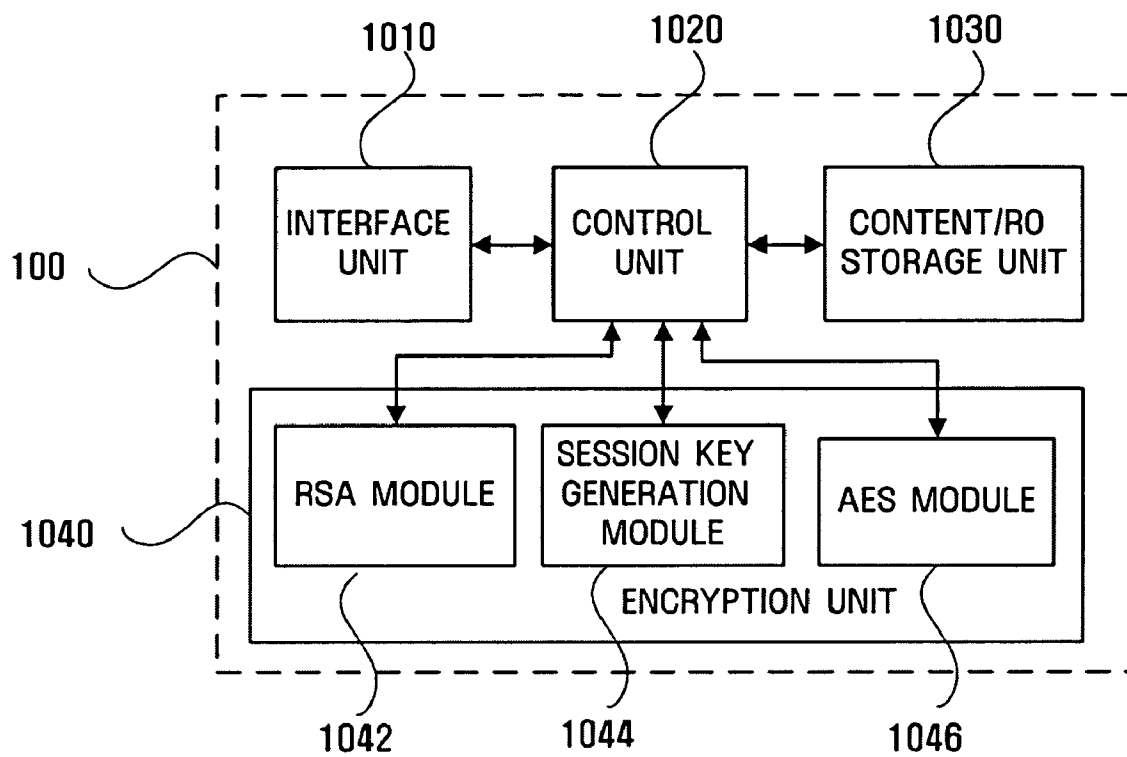 1010
1020
1030
INTERFACE
UNIT
CONTROL
UNIT
CONTENT/RO
STORAGE UNIT
100
RSA MODULE
SESSION KEY
GENERATION
MODULE
AES MODULE
1040
ENCRYPTION UNIT
1042
1044
1046